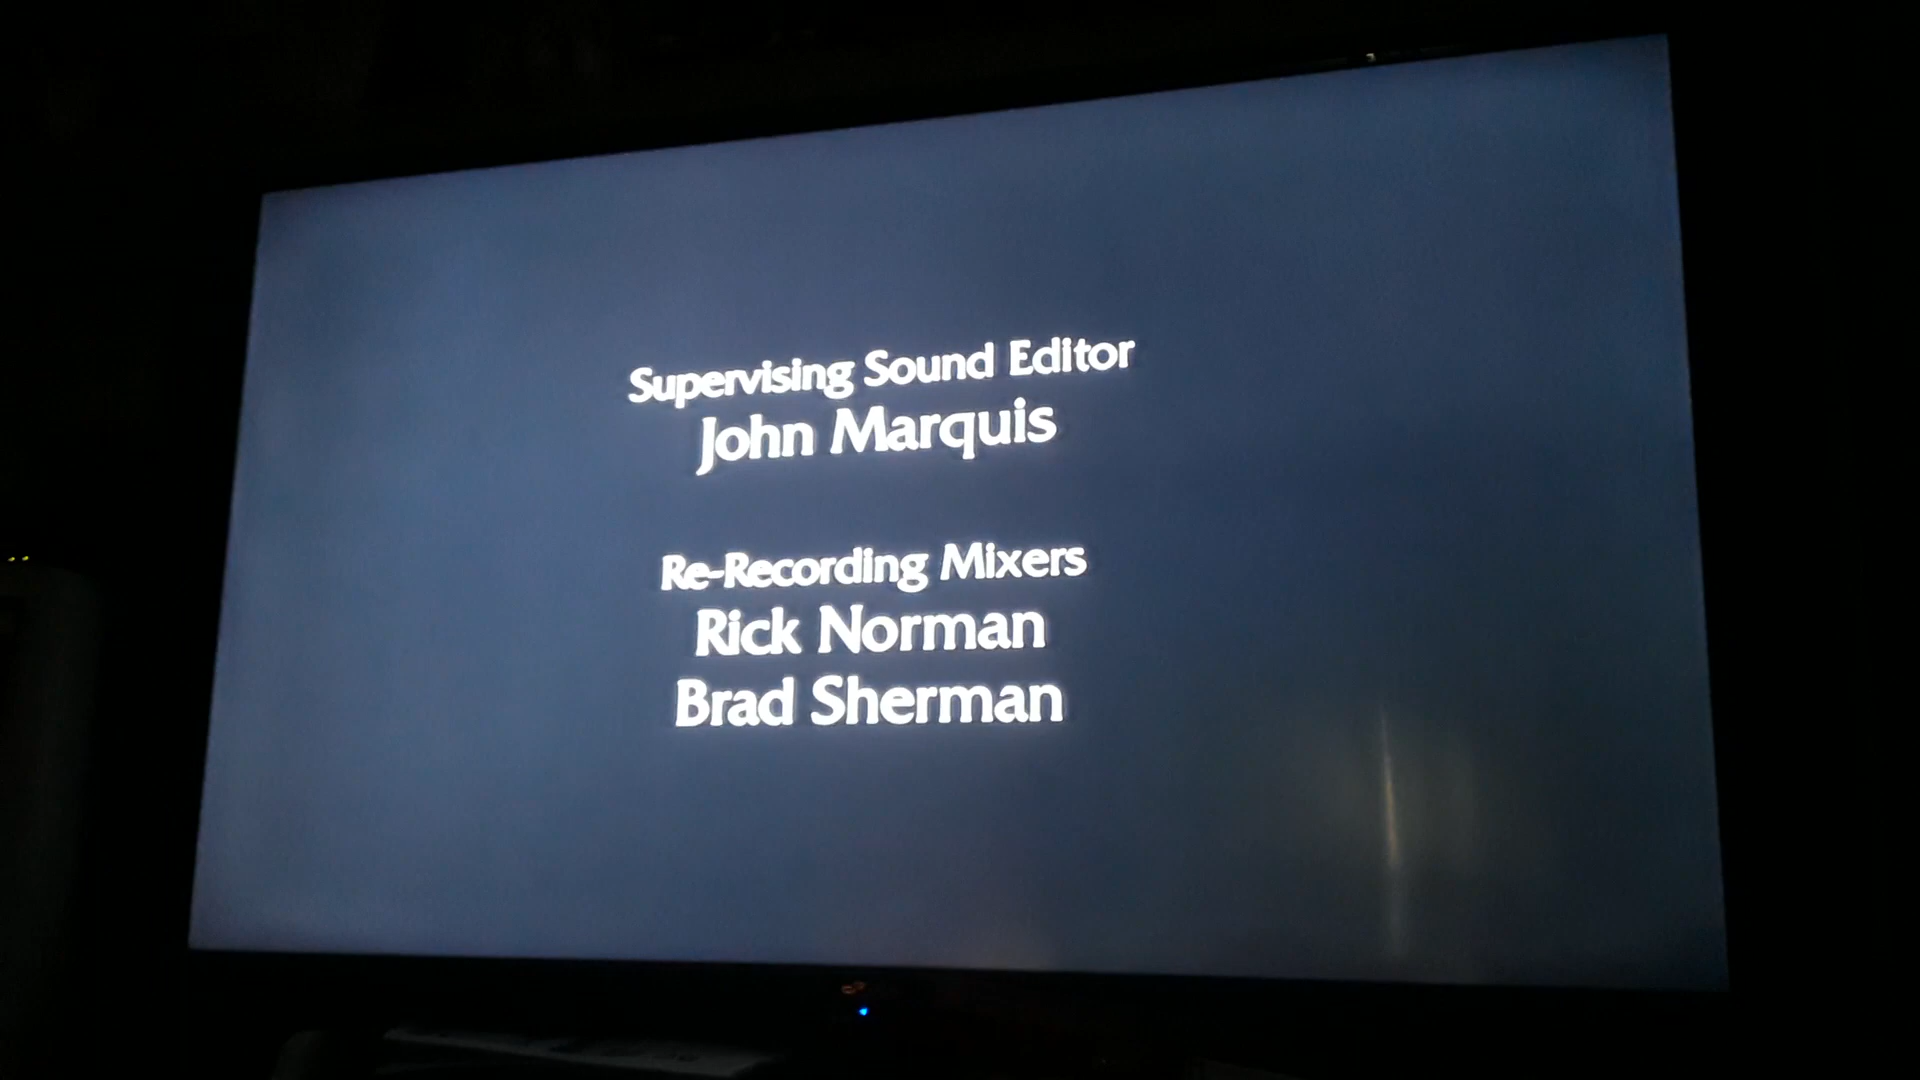 Supervising Sound Editor
John Marquis
Re-Recording Mixers
Rick Norman
Brad Sherman